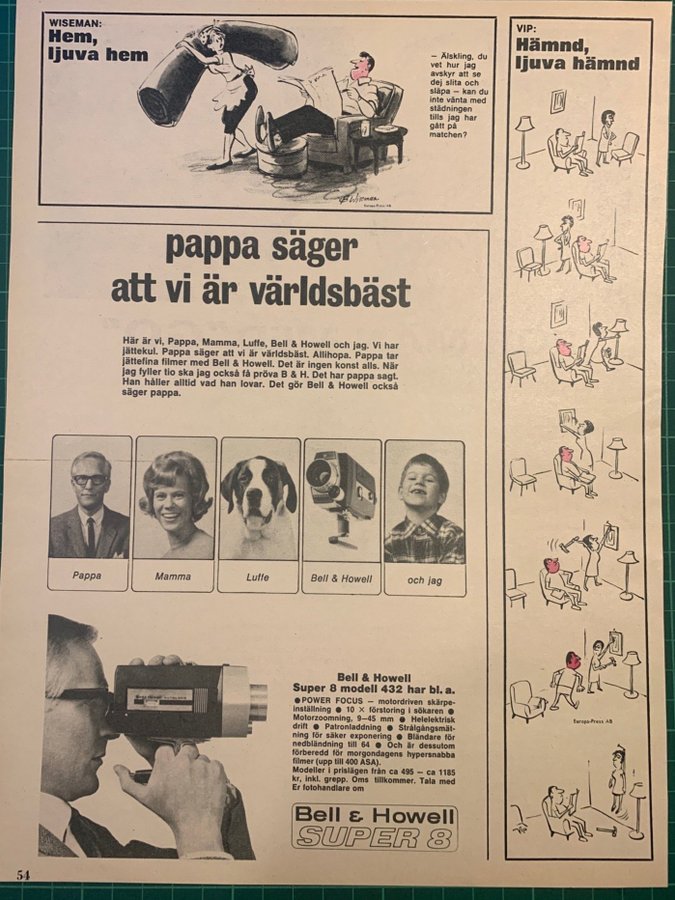 WISEMAN:
Hem,
ljuva hem
— Älskling, du
vet hur jag
avskyr att se
dej slita och
släpa — kan du
inte vänta med
städningen
tills jag har
gått på
matchen?
Europa-Press AB
VIP:
Hämnd,
ljuva hämnd
Europa-Press AB
pappa säger
att vi är världsbäst
Här är vi, Pappa, Mamma, Luffe, Bell & Howell och jag. Vi har
jättekul. Pappa säger att vi är världsbäst. Allihopa. Pappa tar
jättefina filmer med Bell & Howell. Det är ingen konst alls. När
jag fyller tio ska jag också få pröva B & H. Det har pappa sagt.
Han håller alltid vad han lovar. Det gör Bell & Howell också
säger pappa.
Pappa
Mamma
Luffe
Bell & Howell
och jag
Bell & Howell
Super 8 modell 432 har bl. a.
● POWER FOCUS — motordriven skärpe-
inställning ● 10 × förstoring i sökaren ●
Motorzoomning, 9—45 mm ● Helelektrisk
drift ● Patronladdning ● Strålgångsmät-
ning för säker exponering ● Bländare för
nedbländning till 64 ● Och är dessutom
förberedd för morgondagens hypersnabba
filmer (upp till 400 ASA).
Modeller i prislägen från ca 495 — ca 1185
kr, inkl. grepp. Oms tillkommer. Tala med
Er fotohandlare om
Bell & Howell
SUPER 8
54